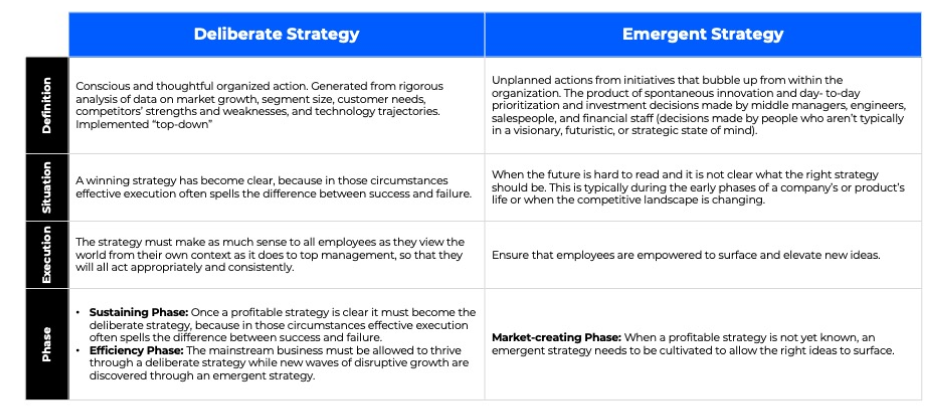 Deliberate Strategy
Emergent Strategy
Definition
Conscious and thoughtful organized action. Generated from rigorous
analysis of data on market growth, segment size, customer needs,
competitors' strengths and weaknesses, and technology trajectories.
Implemented "top-down"
Unplanned actions from initiatives that bubble up from within the
organization. The product of spontaneous innovation and day- to-day
prioritization and investment decisions made by middle managers, engineers,
salespeople, and financial staff (decisions made by people who aren't typically
in a visionary, futuristic, or strategic state of mind).
Situation
A winning strategy has become clear, because in those circumstances
effective execution often spells the difference between success and failure.
When the future is hard to read and it is not clear what the right strategy
should be. This is typically during the early phases of a company's or product's
life or when the competitive landscape is changing.
Execution
The strategy must make as much sense to all employees as they view the
world from their own context as it does to top management, so that they
will all act appropriately and consistently.
Ensure that employees are empowered to surface and elevate new ideas.
Phase
• Sustaining Phase: Once a profitable strategy is clear it must become the
deliberate strategy, because in those circumstances effective execution
often spells the difference between success and failure.
• Efficiency Phase: The mainstream business must be allowed to thrive
through a deliberate strategy while new waves of disruptive growth are
discovered through an emergent strategy.
Market-creating Phase: When a profitable strategy is not yet known, an
emergent strategy needs to be cultivated to allow the right ideas to surface.